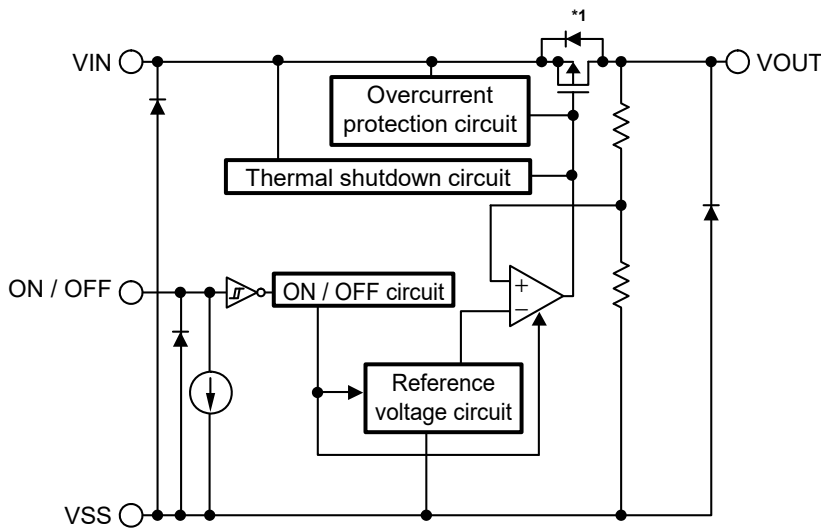 *1
VIN
VOUT
Overcurrent
protection circuit
Thermal shutdown circuit
ON / OFF
ON / OFF circuit
+
−
Reference
voltage circuit
VSS